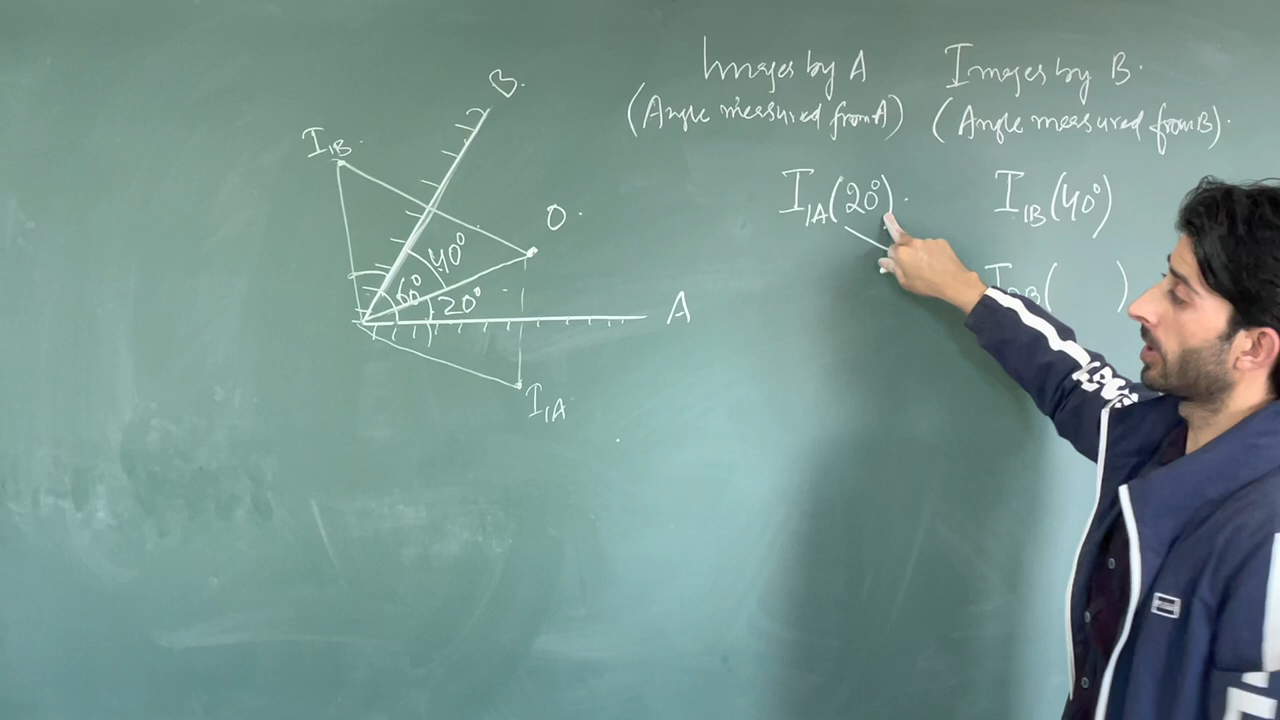 Images by A
Images by B.
(Angle measured from A)
(Angle measured from B).
I1A(20°).
I1B(40°)
B.
I1B.
O.
40°
60°
20°
A
I1A